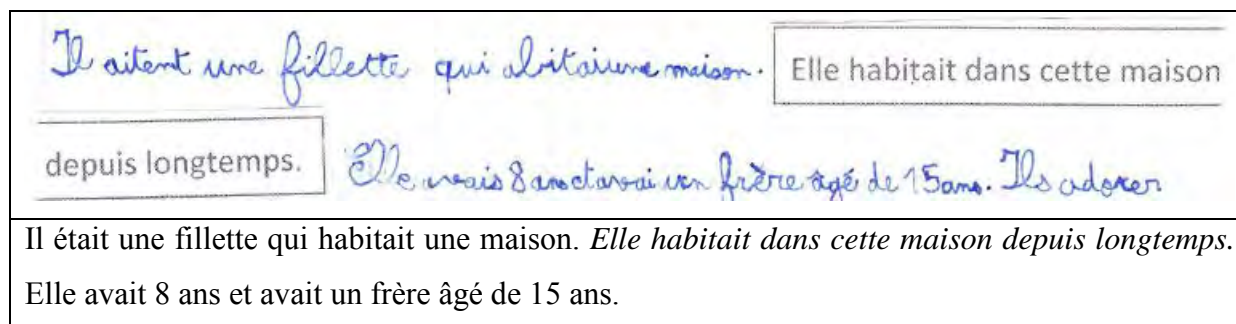 Il aitent une fillette qui abitaiune maison. Elle habitait dans cette maison
depuis longtemps. Elle avais 8 ans etavai un frère âgé de 15ans. Ils adorer
Il était une fillette qui habitait une maison. Elle habitait dans cette maison depuis longtemps.
Elle avait 8 ans et avait un frère âgé de 15 ans.